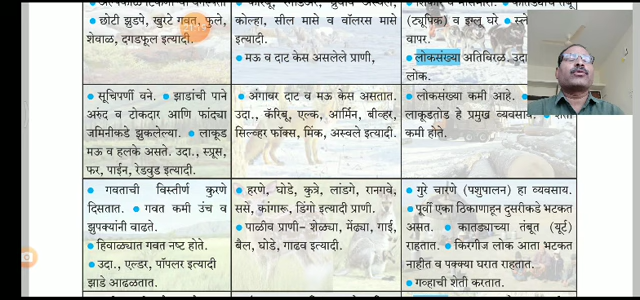 ● छोटी झुडपे, खुरटे गवत, फुले,
शेवाळ, दगडफूल इत्यादी.
कोल्हा, सील मासे व वॉलरस मासे
इत्यादी.
● मऊ व दाट केस असलेले प्राणी,
(ट्यूपिक) व इग्लू घरे
वापर.
● लोकसंख्या अतिविरळ.
लोक.
● सूचिपर्णी वने. ● झाडांची पाने
अरुंद व टोकदार आणि फांद्या
जमिनीकडे झुकलेल्या. ● लाकूड
मऊ व हलके असते. उदा., स्प्रूस,
फर, पाईन, रेडवुड इत्यादी.
● अंगावर दाट व मऊ केस असतात.
उदा., कॅरिबू, एल्क, आर्मिन, बीव्हर,
सिल्व्हर फॉक्स, मिंक, अस्वले इत्यादी.
● लोकसंख्या कमी आहे.
लाकूडतोड हे प्रमुख व्यवसाय. ● शेती
कमी होते.
● गवताची विस्तीर्ण कुरणे
दिसतात. ● गवत कमी उंच व
झुपक्यांनी वाढते.
● हिवाळ्यात गवत नष्ट होते.
● उदा., एल्डर, पॉपलर इत्यादी
झाडे आढळतात.
● हरणे, घोडे, कुत्रे, लांडगे, रानगवे,
ससे, कांगारू, डिंगो इत्यादी प्राणी.
● पाळीव प्राणी- शेळ्या, मेंढ्या, गाई,
बैल, घोडे, गाढव इत्यादी.
● गुरे चारणे (पशुपालन) हा व्यवसाय.
● पूर्वी एका ठिकाणाहून दुसरीकडे भटकत
असत. ● कातड्याच्या तंबूत (यूर्ट)
राहतात. ● किरगीज लोक आता भटकत
नाहीत व पक्क्या घरात राहतात.
● गव्हाची शेती करतात.